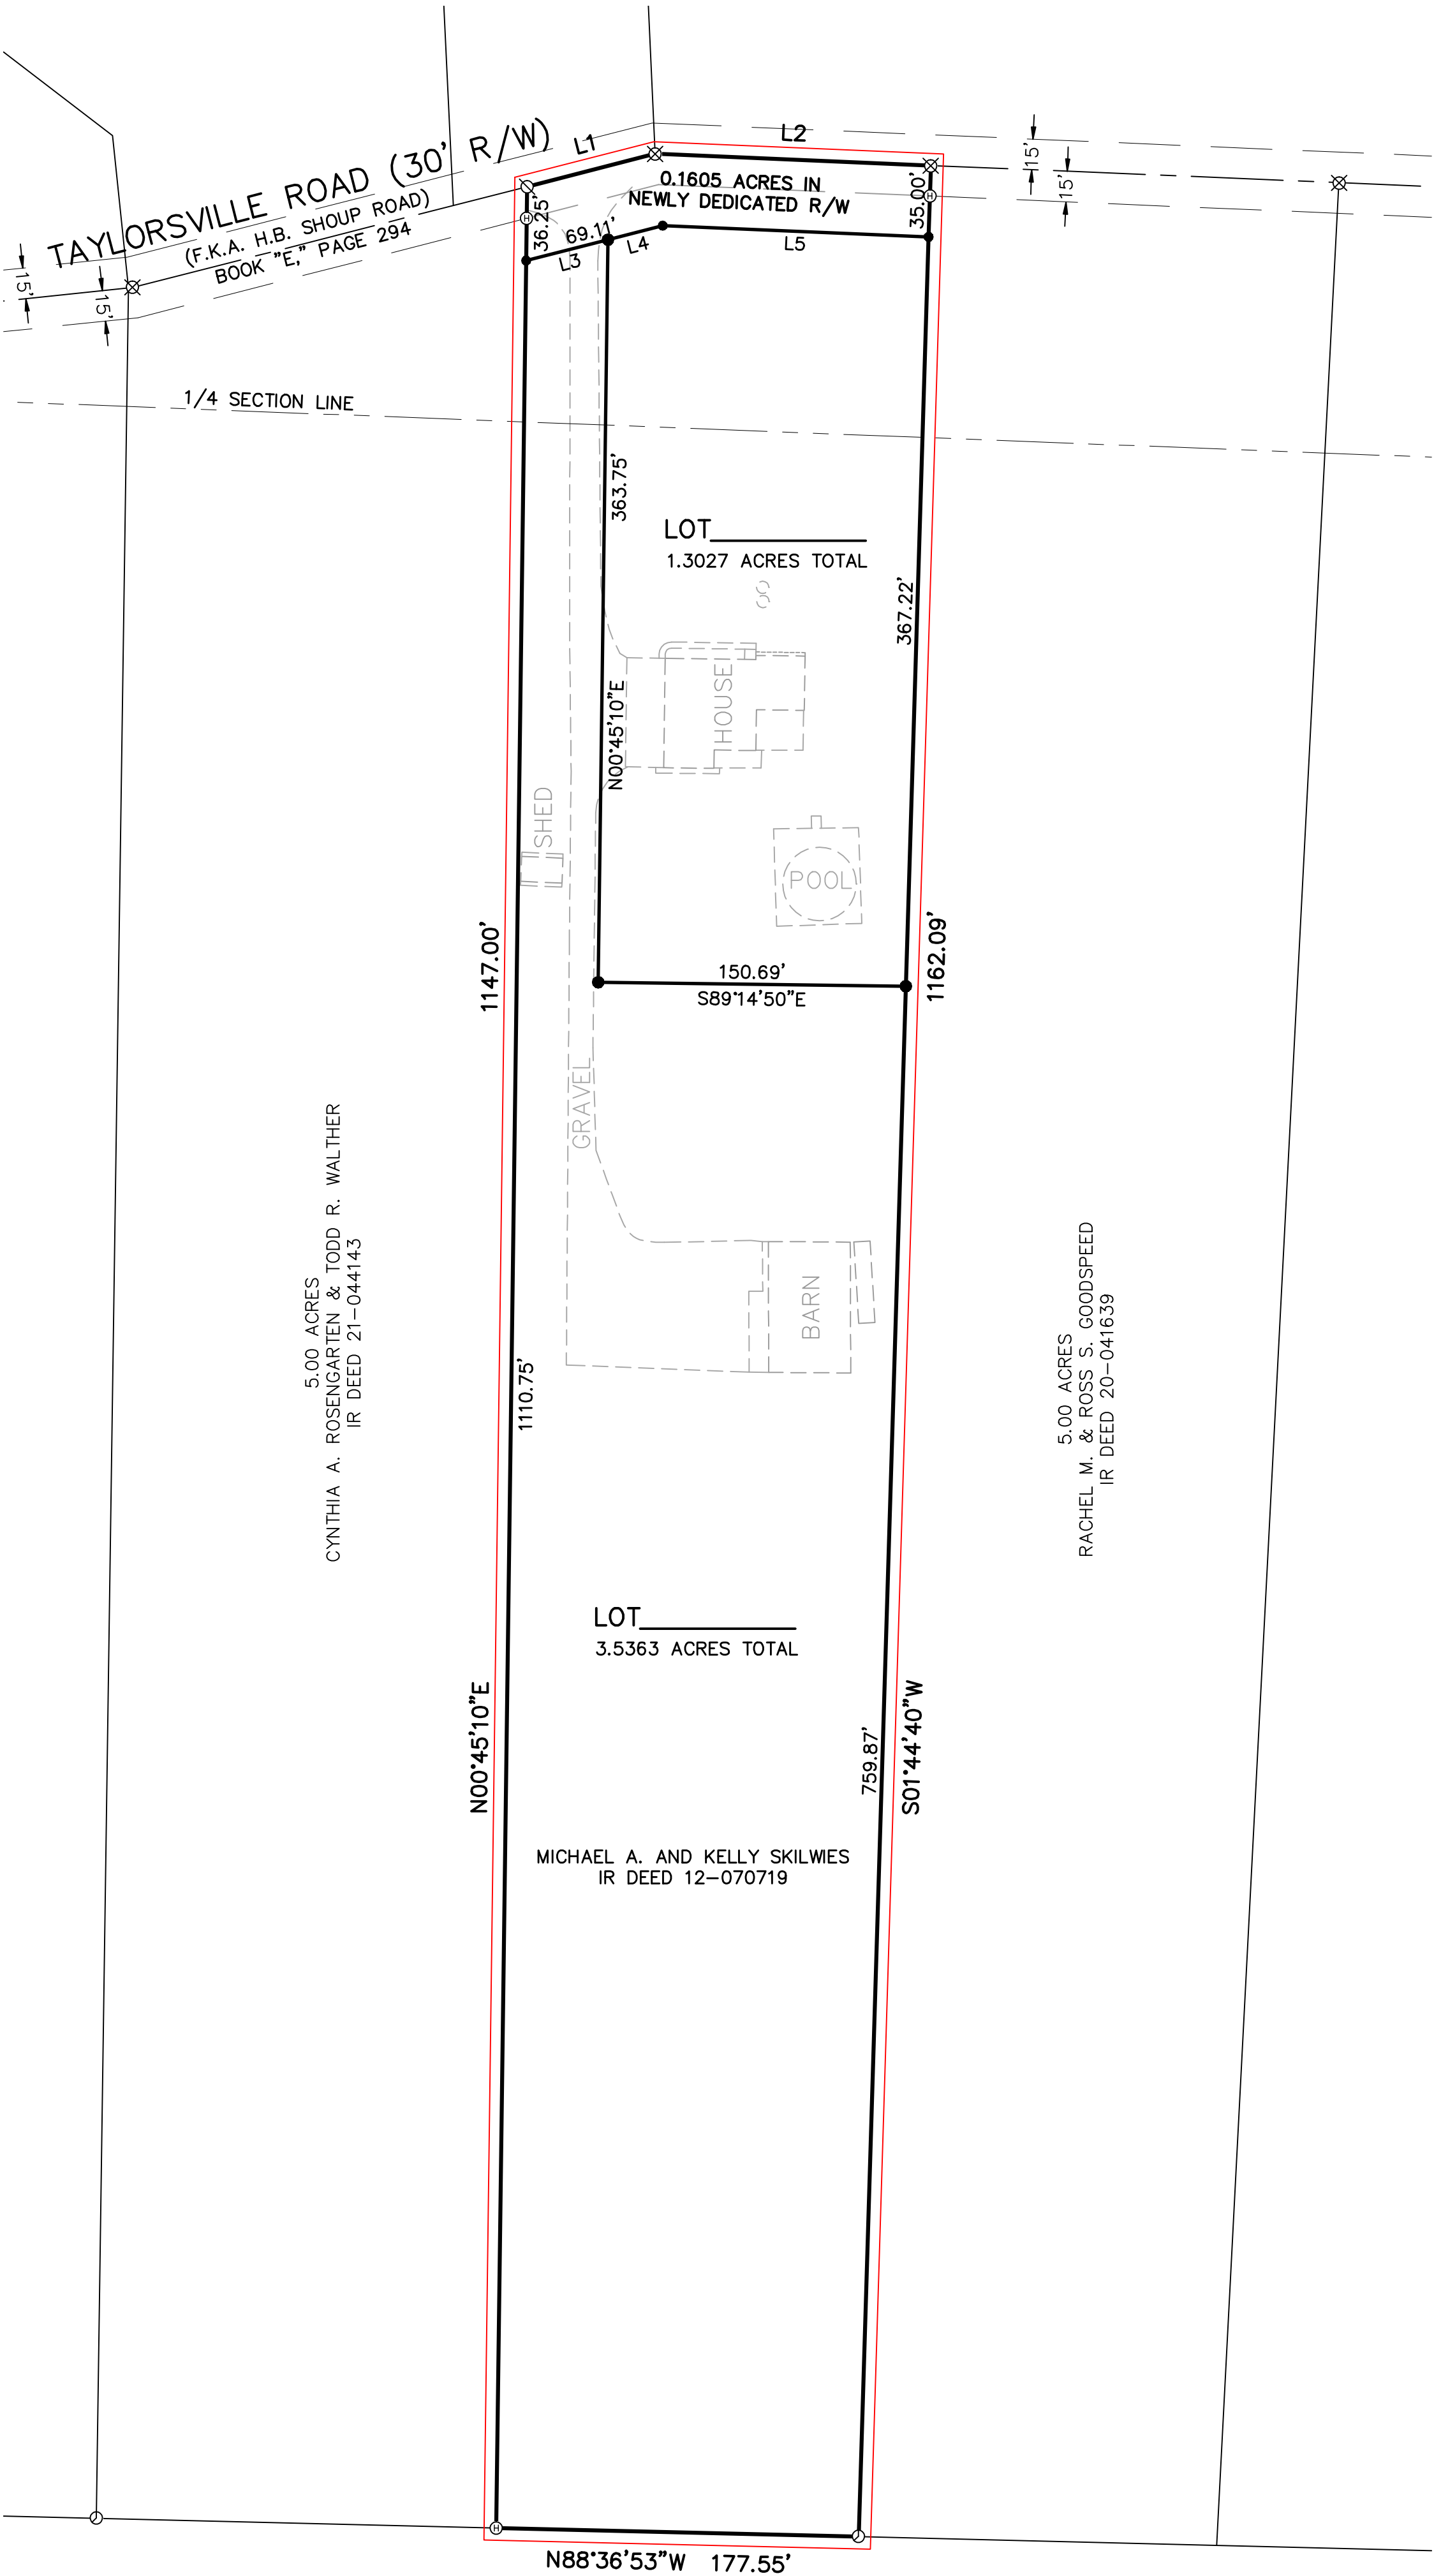 L2
L1
15'
15'
TAYLORSVILLE ROAD (30' R/W)
(F.K.A. H.B. SHOUP ROAD)
BOOK "E," PAGE 294
15'
15'
0.1605 ACRES IN
NEWLY DEDICATED R/W
36.25'
35.00'
H
H
69.11'
L3
L4
L5
1/4 SECTION LINE
363.75'
LOT
1.3027 ACRES TOTAL
367.22'
HOUSE
N00°45'10"E
SHED
POOL
1147.00'
1162.09'
150.69'
S89°14'50"E
GRAVEL
5.00 ACRES
CYNTHIA A. ROSENGARTEN & TODD R. WALTHER
IR DEED 21-044143
BARN
5.00 ACRES
RACHEL M. & ROSS S. GOODSPEED
IR DEED 20-041639
1110.75'
LOT
3.5363 ACRES TOTAL
N00°45'10"E
759.87'
S01°44'40"W
MICHAEL A. AND KELLY SKILWIES
IR DEED 12-070719
H
N88°36'53"W 177.55'